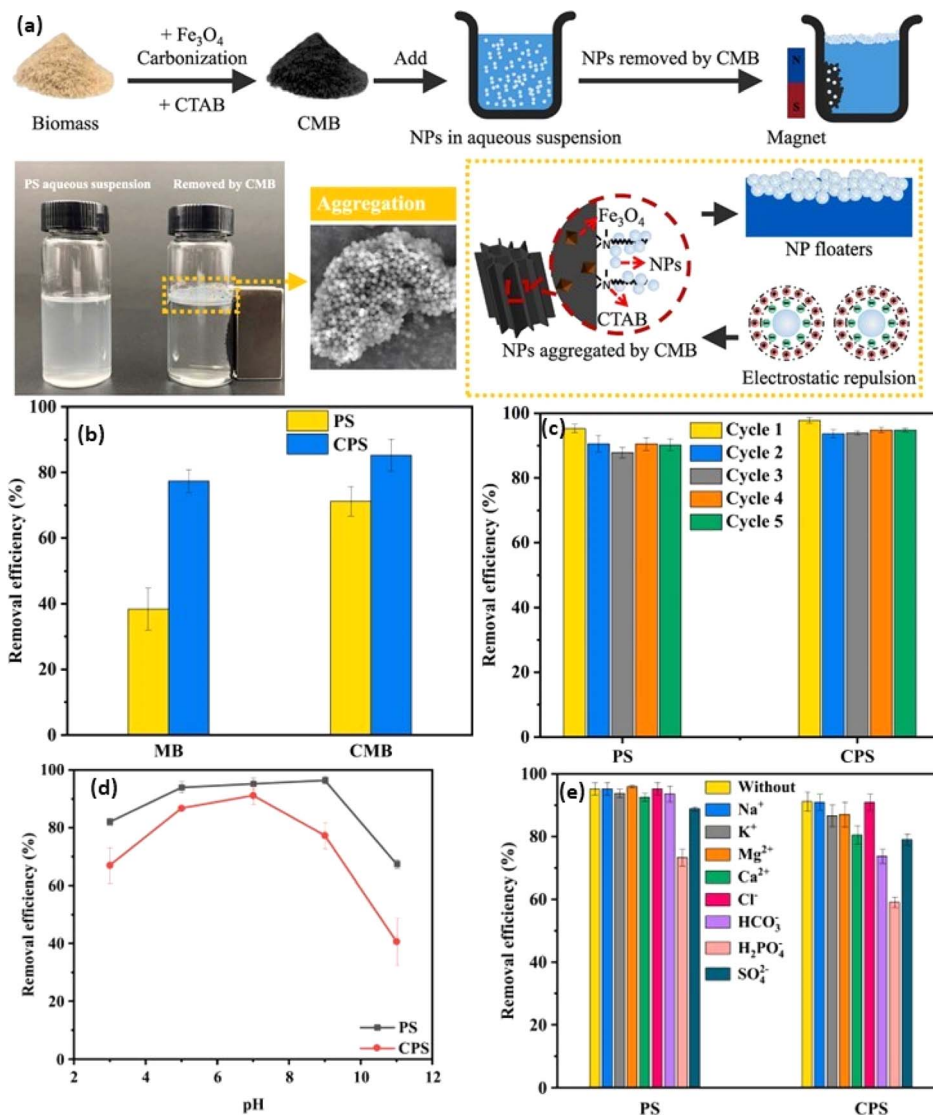 (a)
+ Fe₃O₄
Carbonization
+ CTAB
Add
NPs removed by CMB
N
S
Biomass
CMB
NPs in aqueous suspension
Magnet
PS aqueous suspension
Removed by CMB
Aggregation
Fe₃O₄
N
NPs
N
CTAB
NPs aggregated by CMB
NP floaters
Electrostatic repulsion
(b)
PS
CPS
Removal efficiency (%)
100
80
60
40
20
0
MB
CMB
(c)
Cycle 1
Cycle 2
Cycle 3
Cycle 4
Cycle 5
Removal efficiency (%)
100
80
60
40
20
0
PS
CPS
(d)
Removal efficiency (%)
100
80
60
40
20
0
PS
CPS
2
4
6
8
10
12
pH
(e)
Without
Na⁺
K⁺
Mg²⁺
Ca²⁺
Cl⁻
HCO₃⁻
H₂PO₄⁻
SO₄²⁻
Removal efficiency (%)
100
80
60
40
20
0
PS
CPS